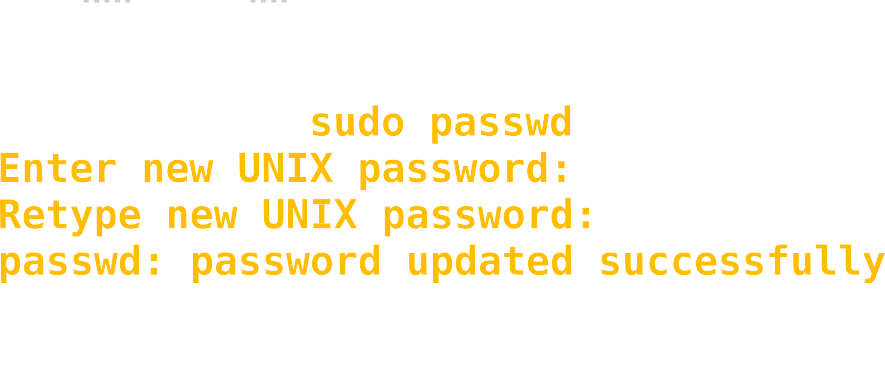 sudo passwd
Enter new UNIX password:
Retype new UNIX password:
passwd: password updated successfully